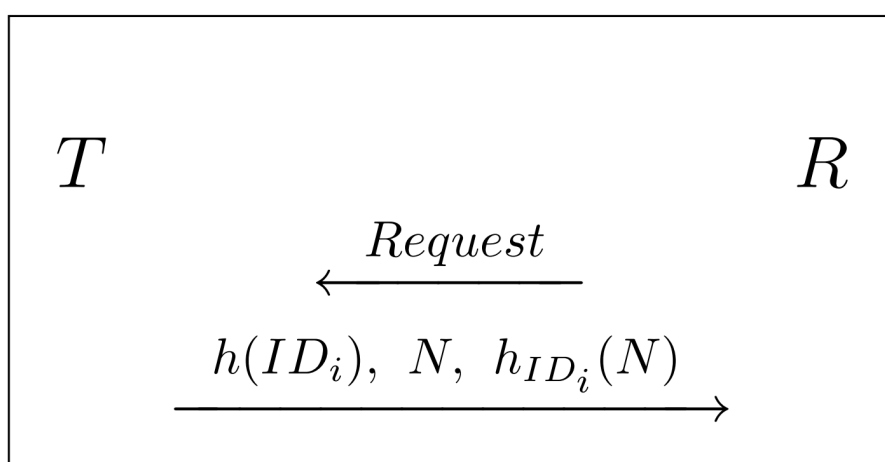 T R
Request
h(ID_i), N, h_{ID_i}(N)